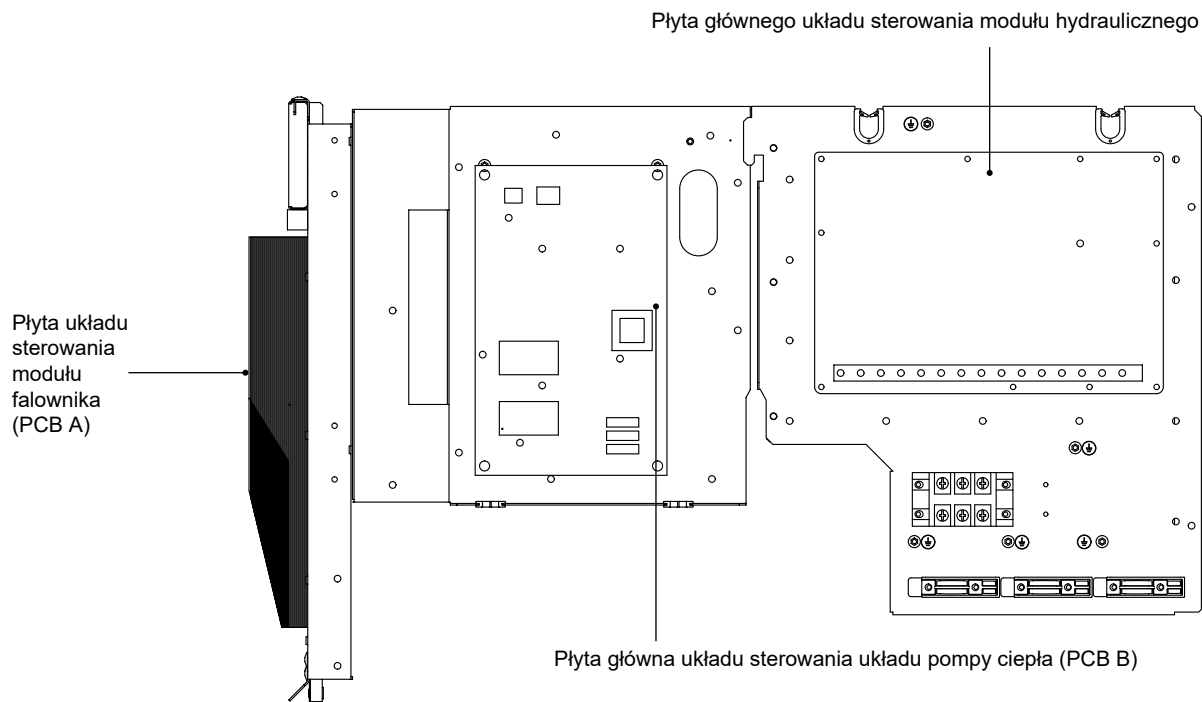 Płyta głównego układu sterowania modułu hydraulicznego
Płyta układu
sterowania
modułu
falownika
(PCB A)
Płyta główna układu sterowania układu pompy ciepła (PCB B)